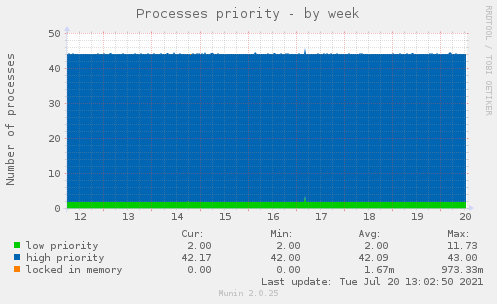 Processes priority - by week
RRDTOOL / TOBI OETIKER
Number of processes
50
40
30
20
10
0
12 13 14 15 16 17 18 19 20
Cur: Min: Avg: Max:
low priority 2.00 2.00 2.00 11.73
high priority 42.17 42.00 42.09 43.00
locked in memory 0.00 0.00 1.67m 973.33m
Last update: Tue Jul 20 13:02:50 2021
Munin 2.0.25